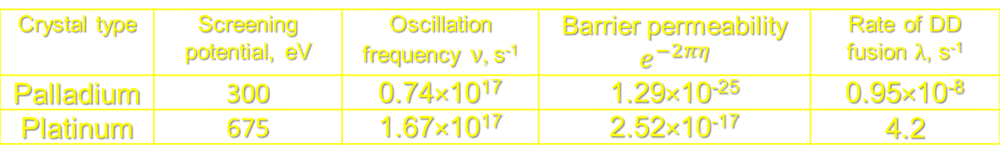 Crystal type
Screening potential, eV
Oscillation frequency ν, s⁻¹
Barrier permeability e⁻²ᵖⁱη
Rate of DD fusion λ, s⁻¹
Palladium 300 0.74×10¹⁷ 1.29×10⁻²⁵ 0.95×10⁻⁸
Platinum 675 1.67×10¹⁷ 2.52×10⁻¹⁷ 4.2